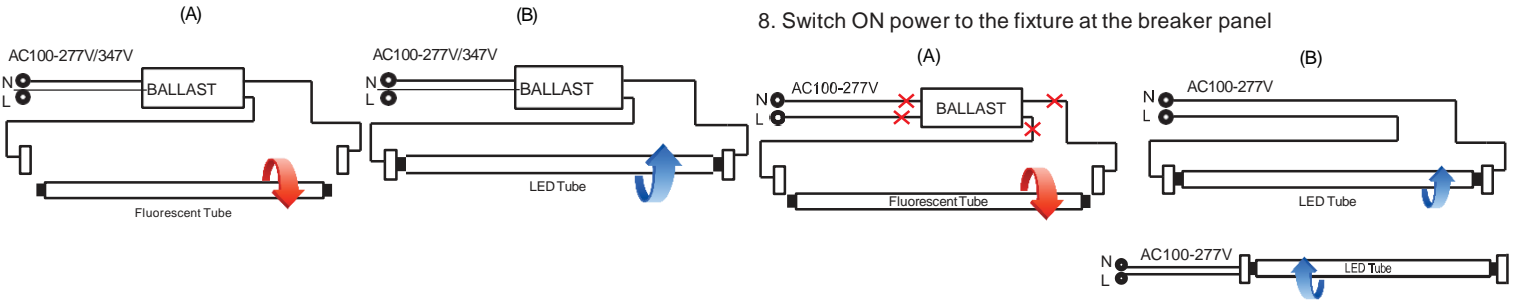 (A)
AC100-277V/347V
N
L
BALLAST
Fluorescent Tube
(B)
AC100-277V/347V
N
L
BALLAST
LED Tube
8. Switch ON power to the fixture at the breaker panel
(A)
AC100-277V
N
L
BALLAST
Fluorescent Tube
(B)
AC100-277V
N
L
LED Tube
AC100-277V
N
L
LED Tube